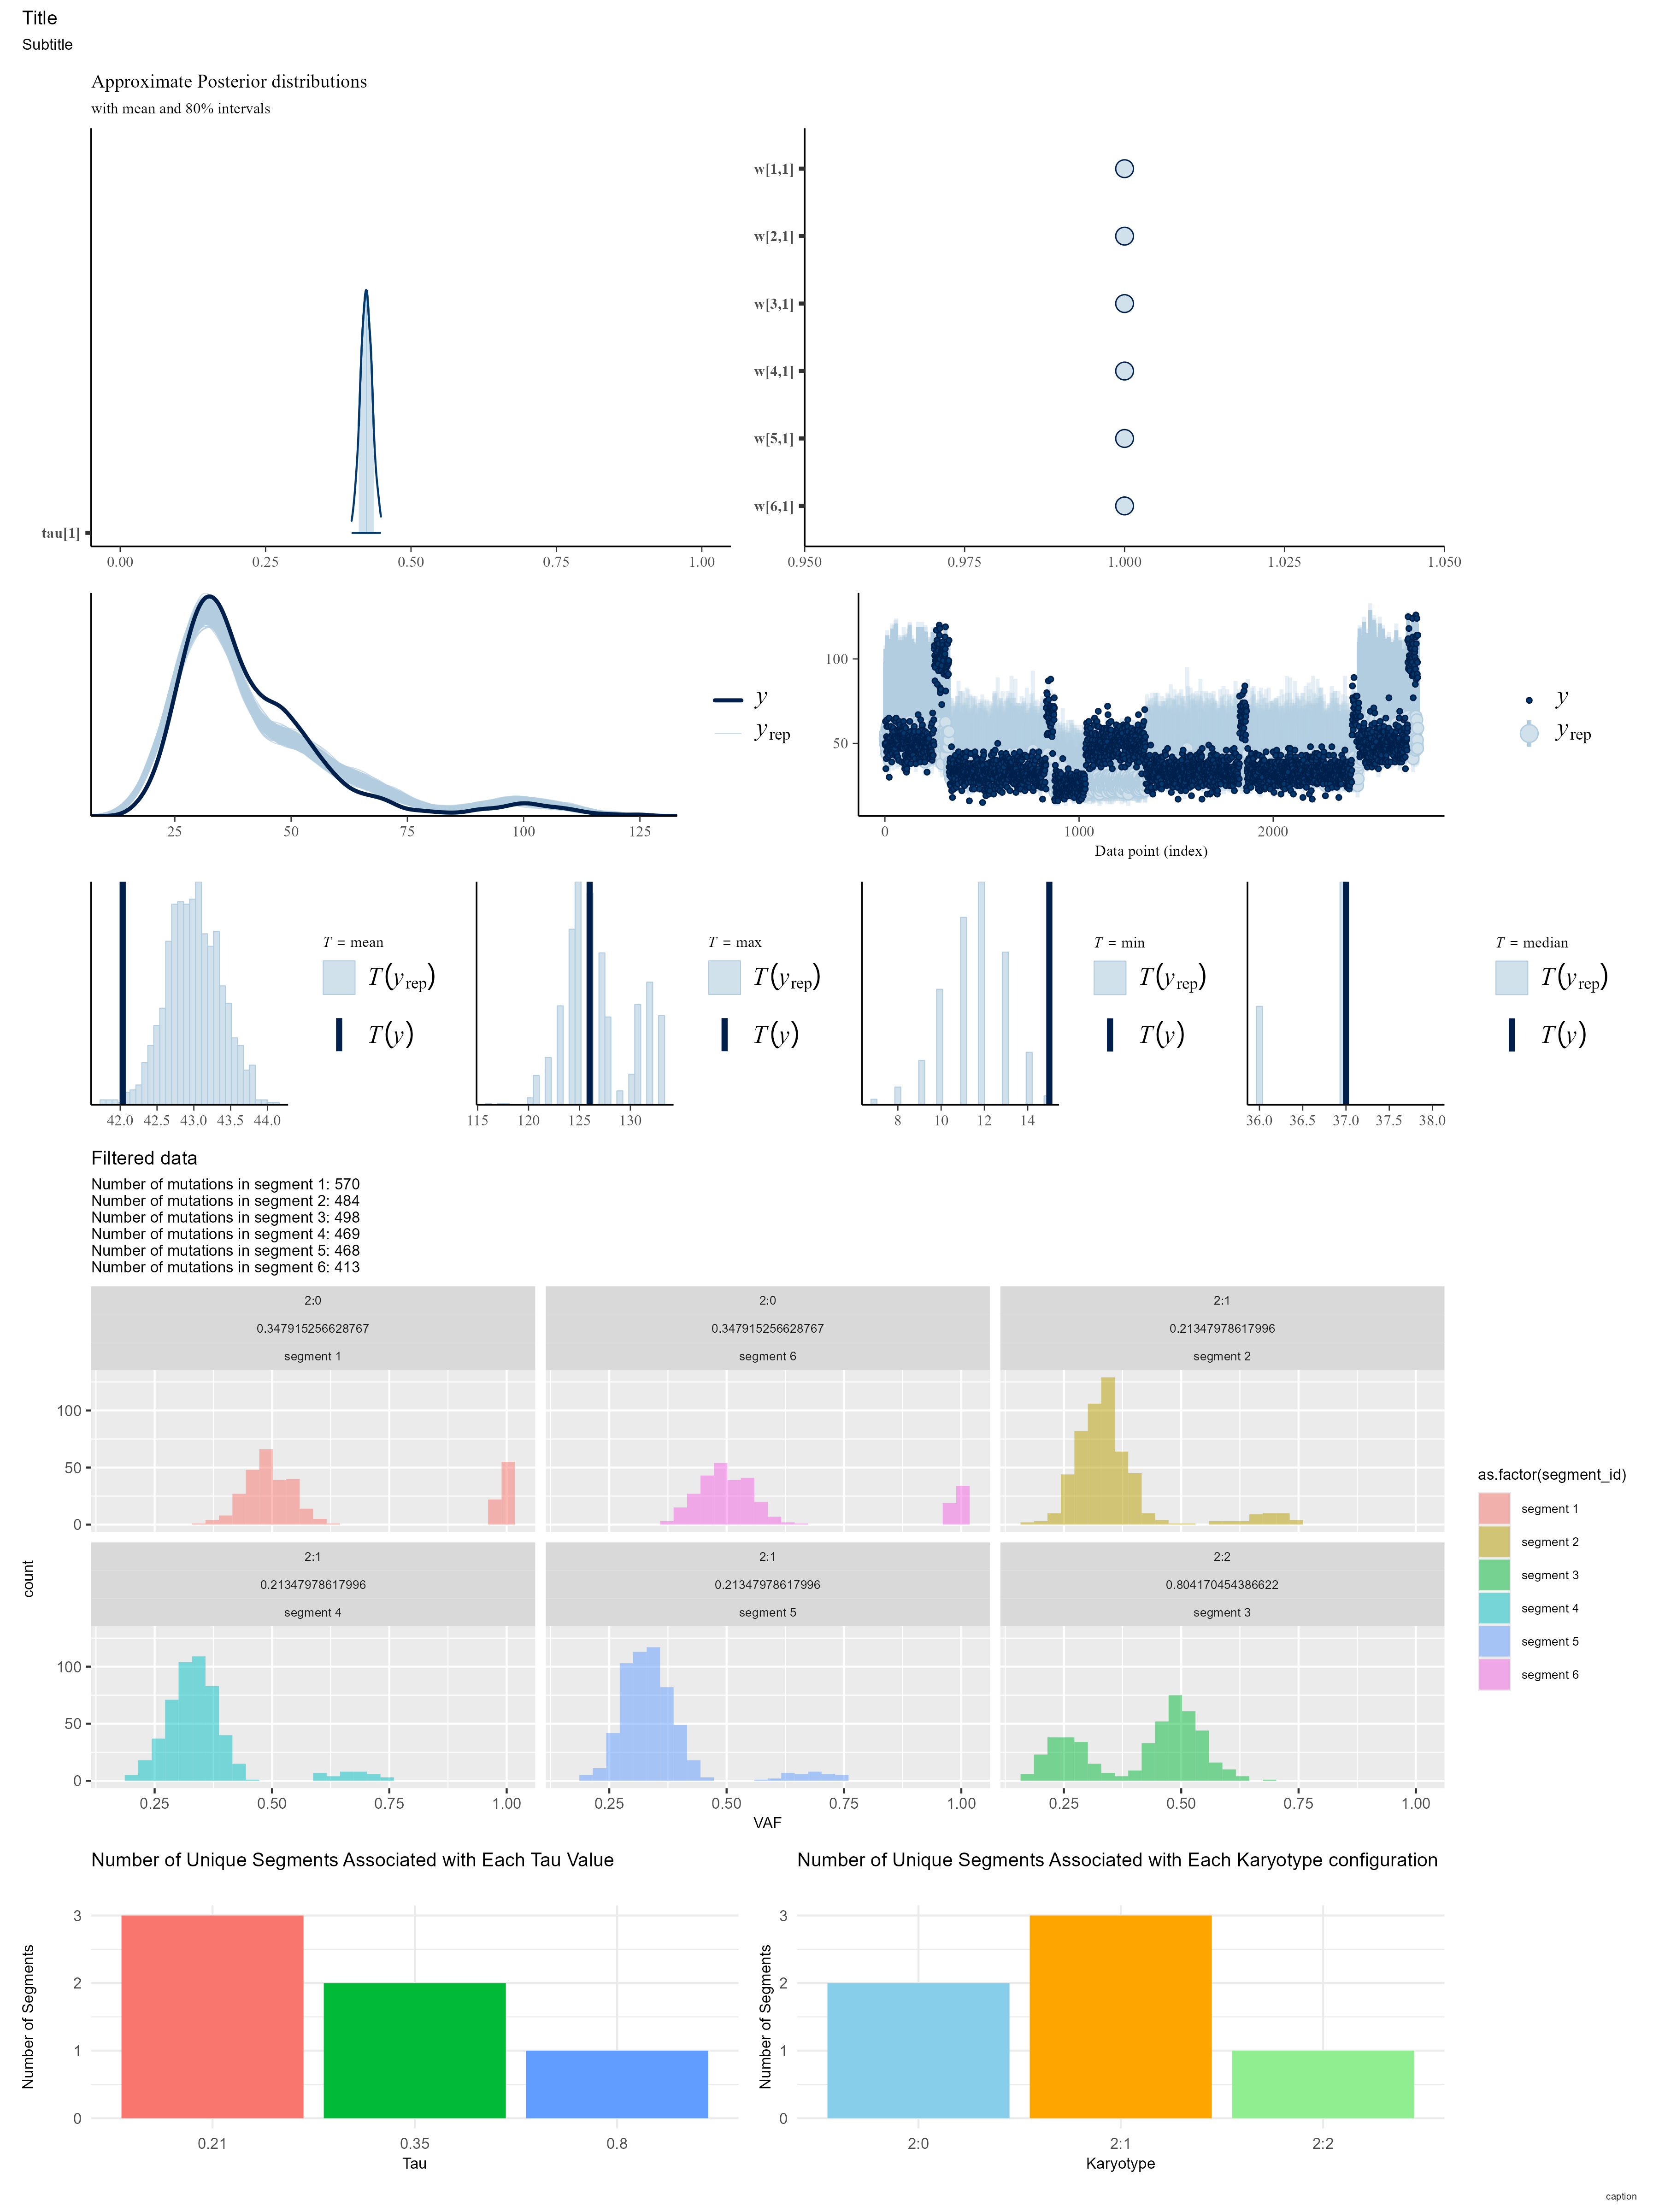 Title
Subtitle
Approximate Posterior distributions
with mean and 80% intervals
tau[1]
0.00 0.25 0.50 0.75 1.00
w[1,1]
w[2,1]
w[3,1]
w[4,1]
w[5,1]
w[6,1]
0.950 0.975 1.000 1.025 1.050
25 50 75 100 125
y
yrep
100
50
0 1000 2000
Data point (index)
y
yrep
42.0 42.5 43.0 43.5 44.0
T = mean
T(yrep)
T(y)
115 120 125 130
T = max
T(yrep)
T(y)
8 10 12 14
T = min
T(yrep)
T(y)
36.0 36.5 37.0 37.5 38.0
T = median
T(yrep)
T(y)
Filtered data
Number of mutations in segment 1: 570
Number of mutations in segment 2: 484
Number of mutations in segment 3: 498
Number of mutations in segment 4: 469
Number of mutations in segment 5: 468
Number of mutations in segment 6: 413
2:0 2:0 2:1
0.347915256628767 0.347915256628767 0.21347978617996
segment 1 segment 6 segment 2
100
50
0
2:1 2:1 2:2
0.21347978617996 0.21347978617996 0.804170454386622
segment 4 segment 5 segment 3
100
50
0
0.25 0.50 0.75 1.00 0.25 0.50 0.75 1.00 0.25 0.50 0.75 1.00
count
VAF
as.factor(segment_id)
segment 1
segment 2
segment 3
segment 4
segment 5
segment 6
Number of Unique Segments Associated with Each Tau Value
Number of Segments
3
2
1
0
0.21 0.35 0.8
Tau
Number of Unique Segments Associated with Each Karyotype configuration
Number of Segments
3
2
1
0
2:0 2:1 2:2
Karyotype
caption